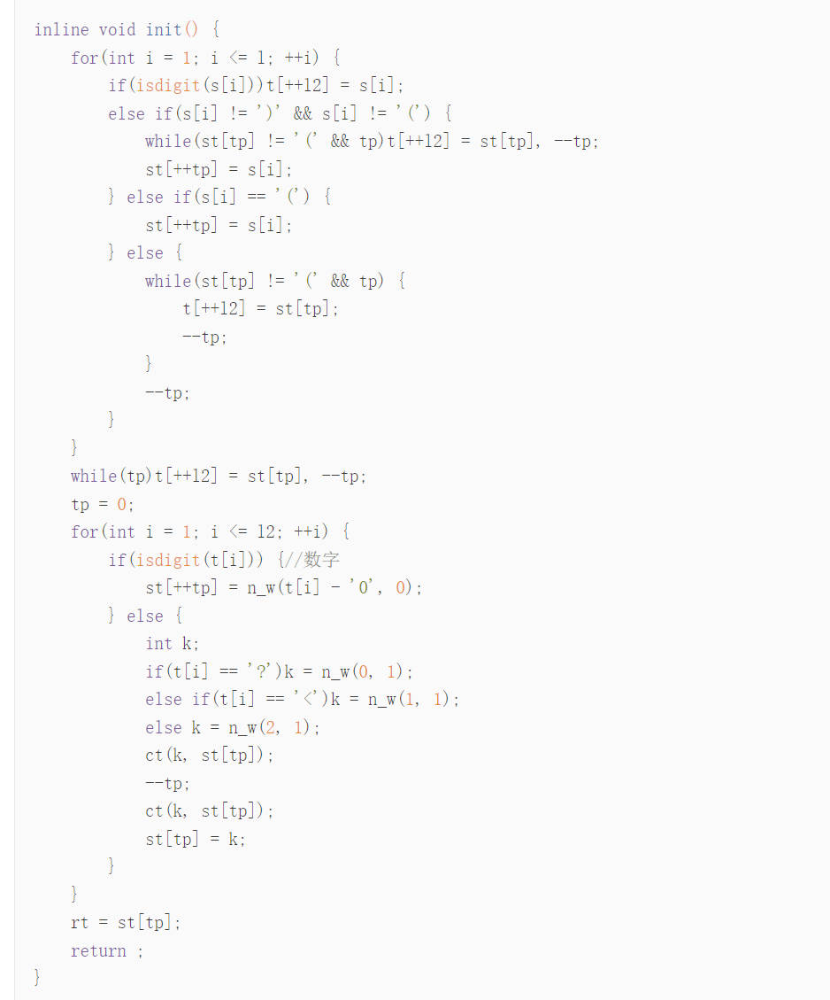 inline void init() {
    for(int i = 1; i <= l; ++i) {
        if(isdigit(s[i]))t[++l2] = s[i];
        else if(s[i] != ')' && s[i] != '(') {
            while(st[tp] != '(' && tp)t[++l2] = st[tp], --tp;
            st[++tp] = s[i];
        } else if(s[i] == '(') {
            st[++tp] = s[i];
        } else {
            while(st[tp] != '(' && tp) {
                t[++l2] = st[tp];
                --tp;
            }
            --tp;
        }
    }
    while(tp)t[++l2] = st[tp], --tp;
    tp = 0;
    for(int i = 1; i <= l2; ++i) {
        if(isdigit(t[i])) {//数字
            st[++tp] = n_w(t[i] - '0', 0);
        } else {
            int k;
            if(t[i] == '?')k = n_w(0, 1);
            else if(t[i] == '<')k = n_w(1, 1);
            else k = n_w(2, 1);
            ct(k, st[tp]);
            --tp;
            ct(k, st[tp]);
            st[tp] = k;
        }
    }
    rt = st[tp];
    return ;
}